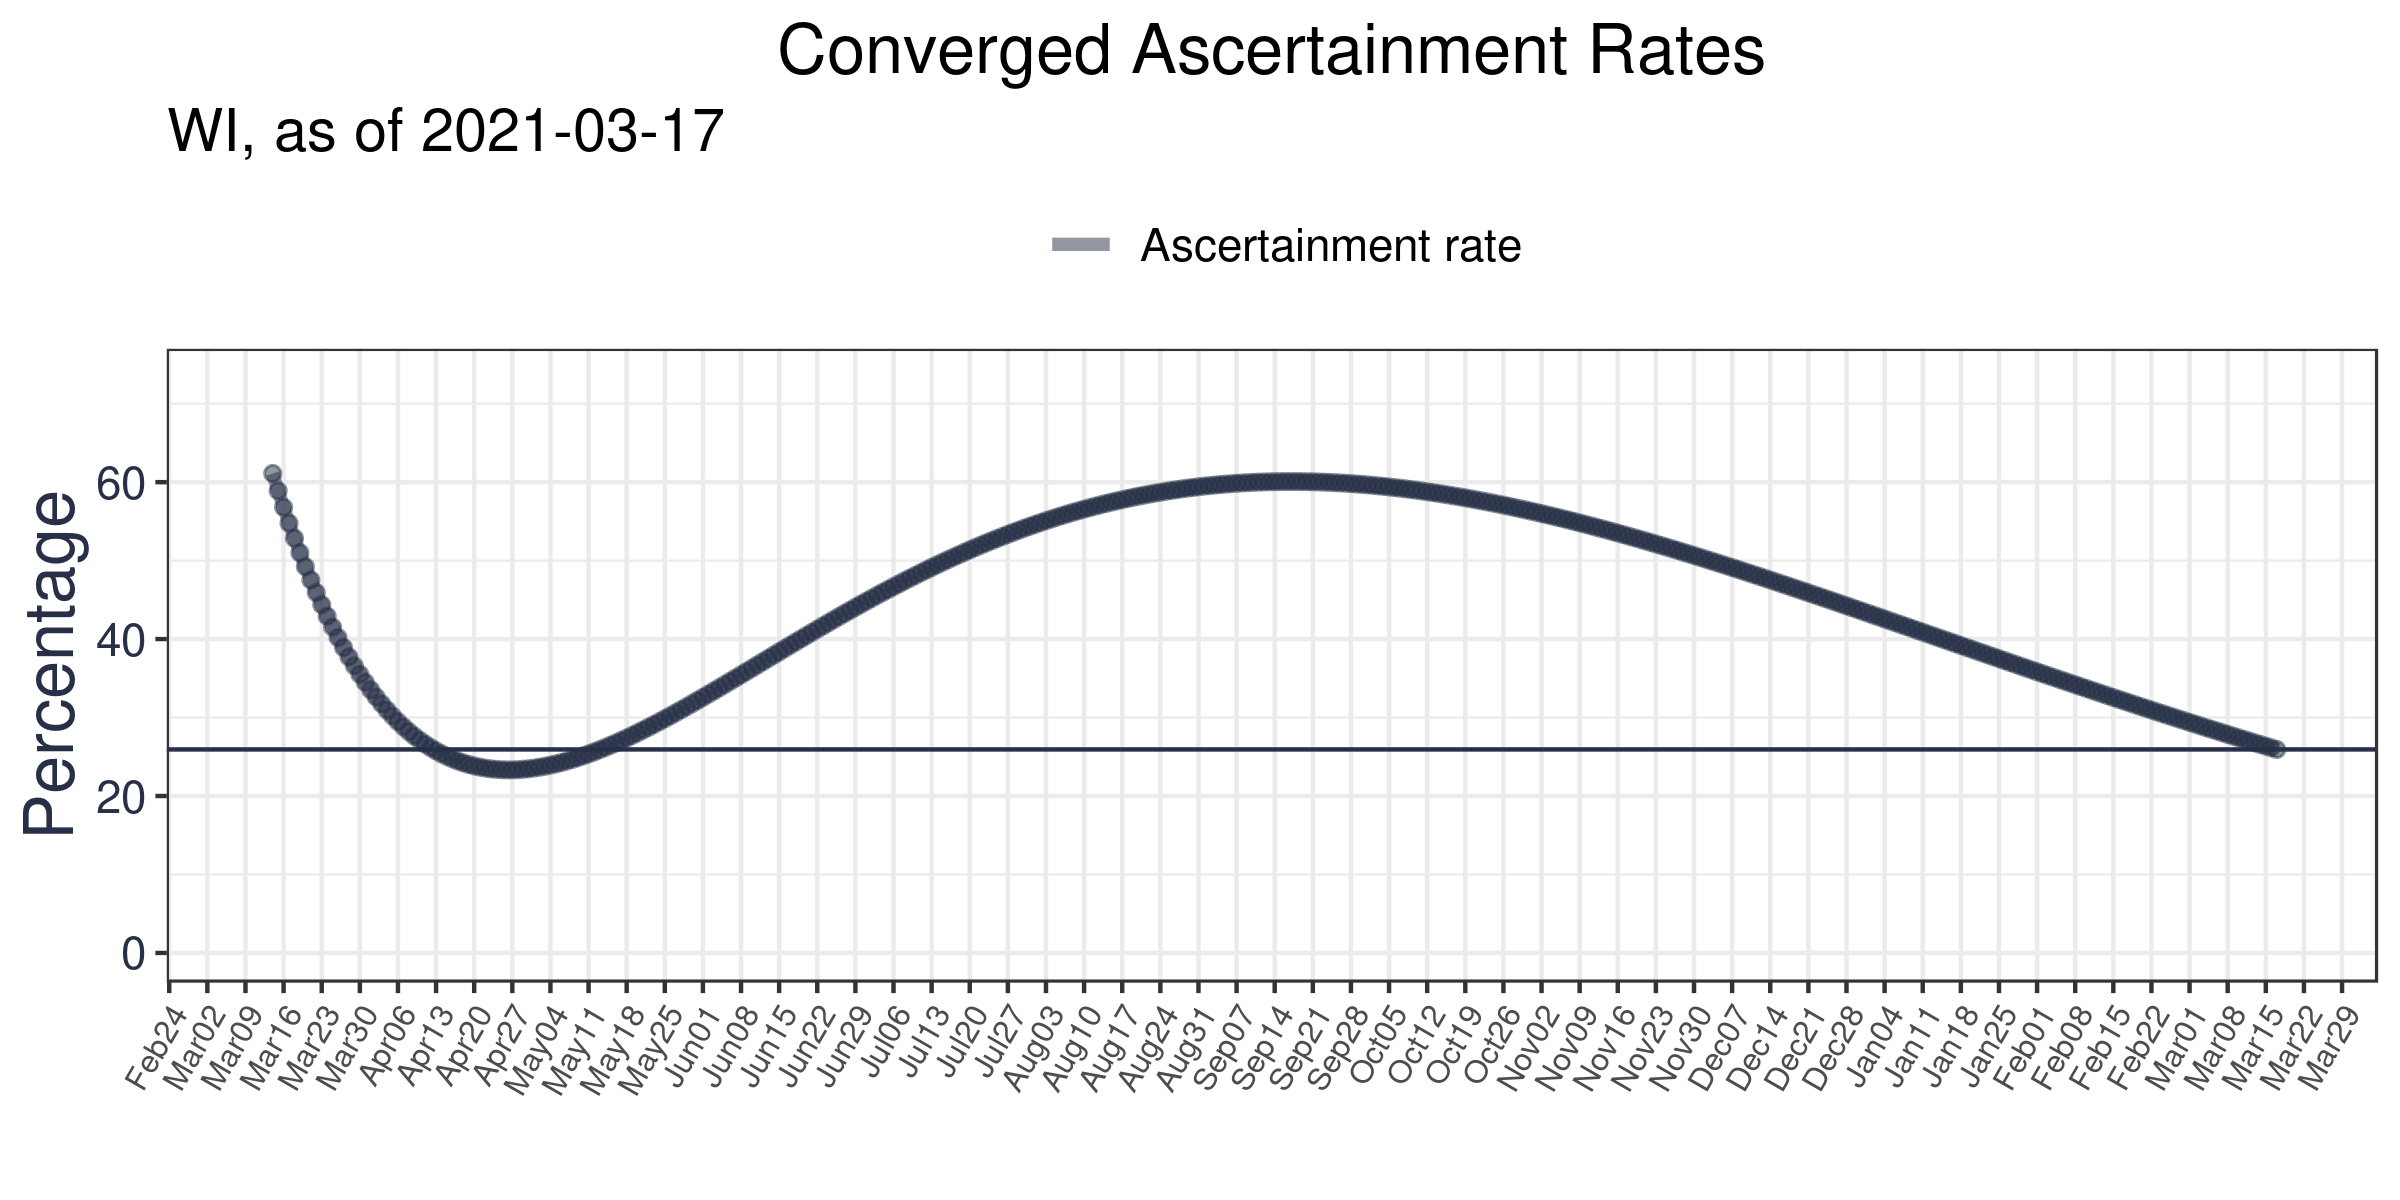 Converged Ascertainment Rates
WI, as of 2021-03-17
Ascertainment rate
Percentage
60
40
20
0
Feb24
Mar02
Mar09
Mar16
Mar23
Mar30
Apr06
Apr13
Apr20
Apr27
May04
May11
May18
May25
Jun01
Jun08
Jun15
Jun22
Jun29
Jul06
Jul13
Jul20
Jul27
Aug03
Aug10
Aug17
Aug24
Aug31
Sep07
Sep14
Sep21
Sep28
Oct05
Oct12
Oct19
Oct26
Nov02
Nov09
Nov16
Nov23
Nov30
Dec07
Dec14
Dec21
Dec28
Jan04
Jan11
Jan18
Jan25
Feb01
Feb08
Feb15
Feb22
Mar01
Mar08
Mar15
Mar22
Mar29